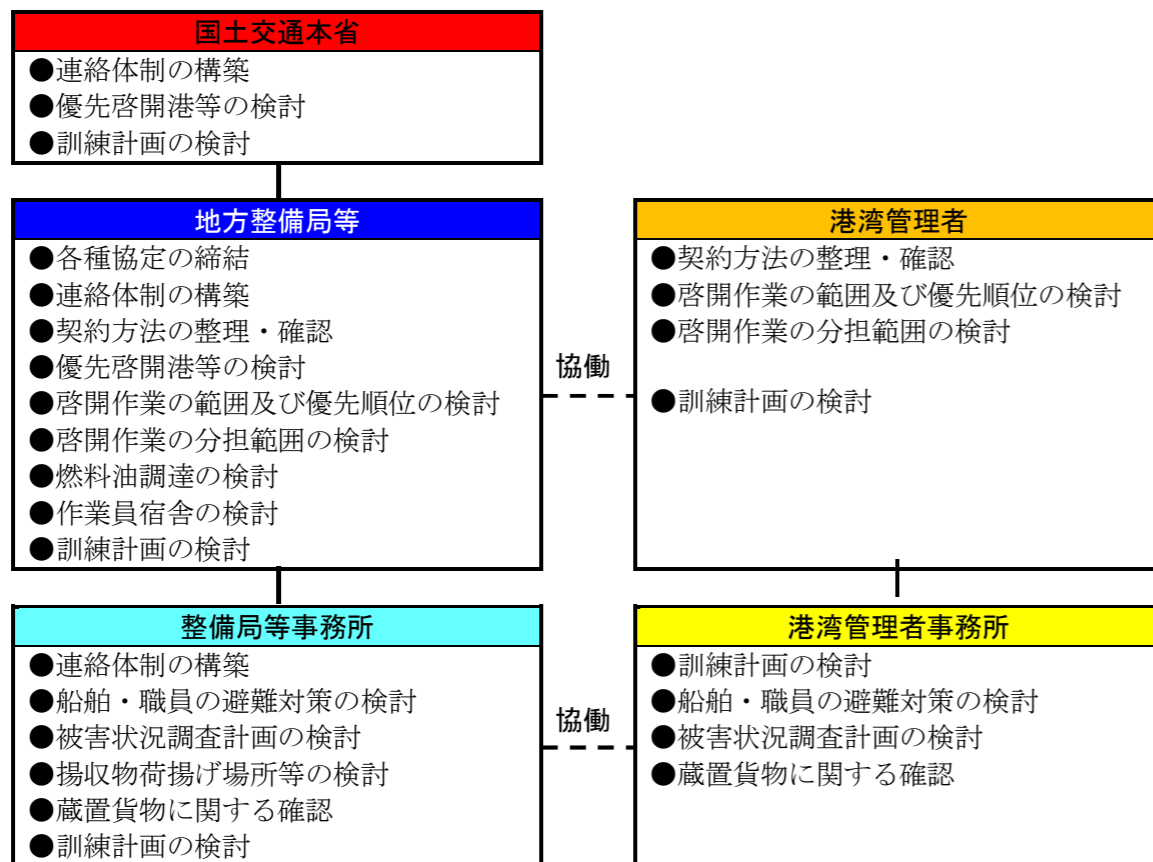 国土交通本省
●連絡体制の構築
●優先啓開港等の検討
●訓練計画の検討
地方整備局等
●各種協定の締結
●連絡体制の構築
●契約方法の整理・確認
●優先啓開港等の検討
●啓開作業の範囲及び優先順位の検討
●啓開作業の分担範囲の検討
●燃料油調達の検討
●作業員宿舎の検討
●訓練計画の検討
協働
港湾管理者
●契約方法の整理・確認
●啓開作業の範囲及び優先順位の検討
●啓開作業の分担範囲の検討
●訓練計画の検討
整備局等事務所
●連絡体制の構築
●船舶・職員の避難対策の検討
●被害状況調査計画の検討
●揚収物荷揚げ場所等の検討
●蔵置貨物に関する確認
●訓練計画の検討
協働
港湾管理者事務所
●訓練計画の検討
●船舶・職員の避難対策の検討
●被害状況調査計画の検討
●蔵置貨物に関する確認